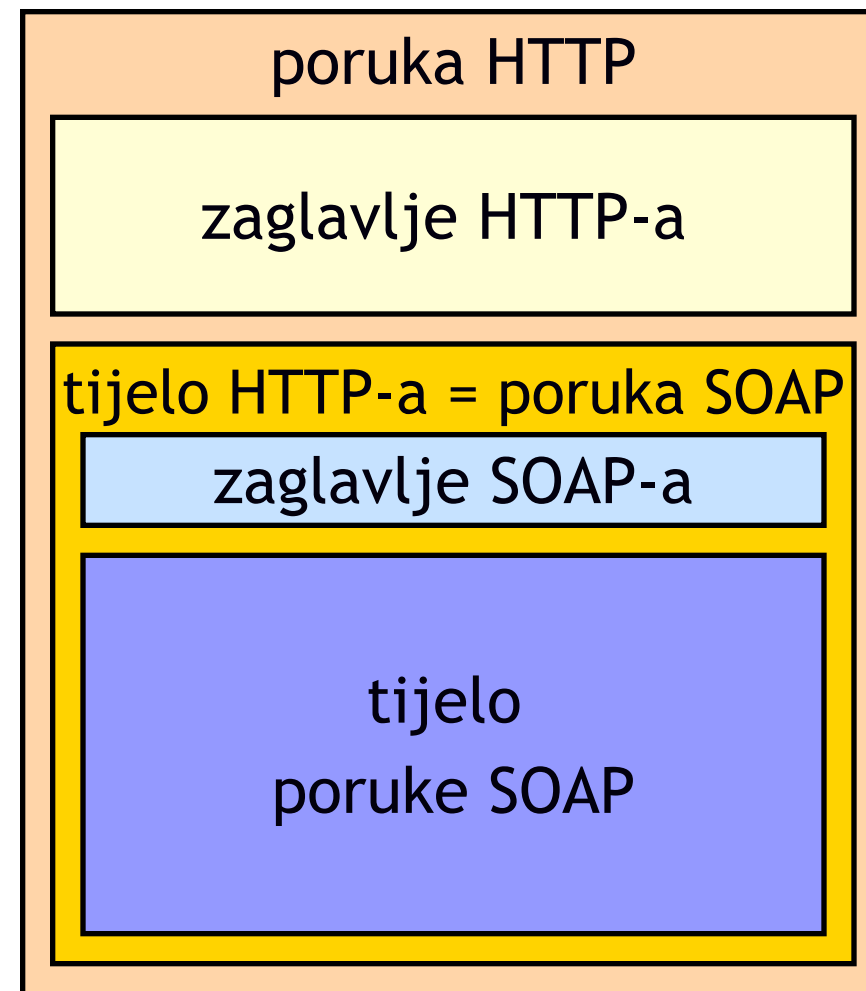 poruka HTTP
zaglavlje HTTP-a
tijelo HTTP-a = poruka SOAP
zaglavlje SOAP-a
tijelo
poruke SOAP